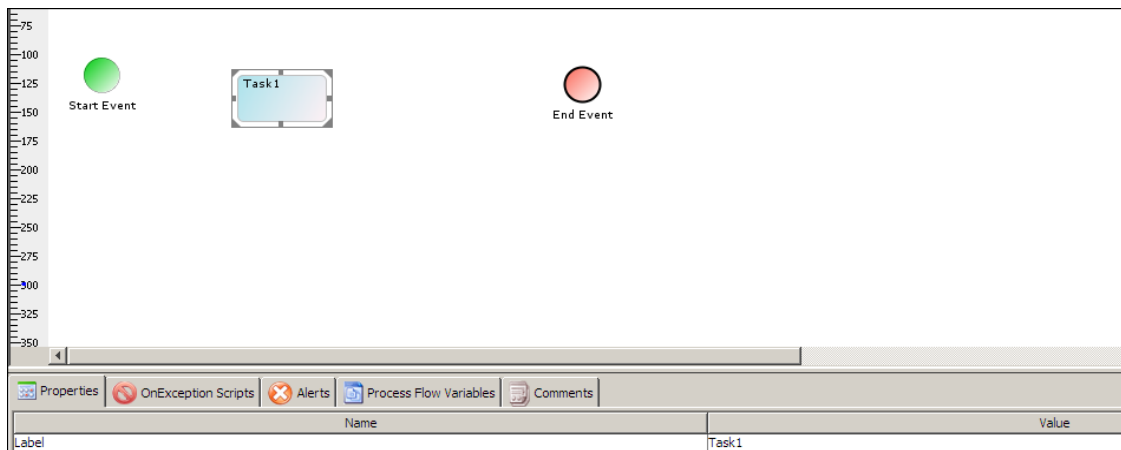 75
100
125
150
175
200
225
250
275
300
325
350
Start Event
Task1
End Event
Properties OnException Scripts Alerts Process Flow Variables Comments
Name Value
Label Task1